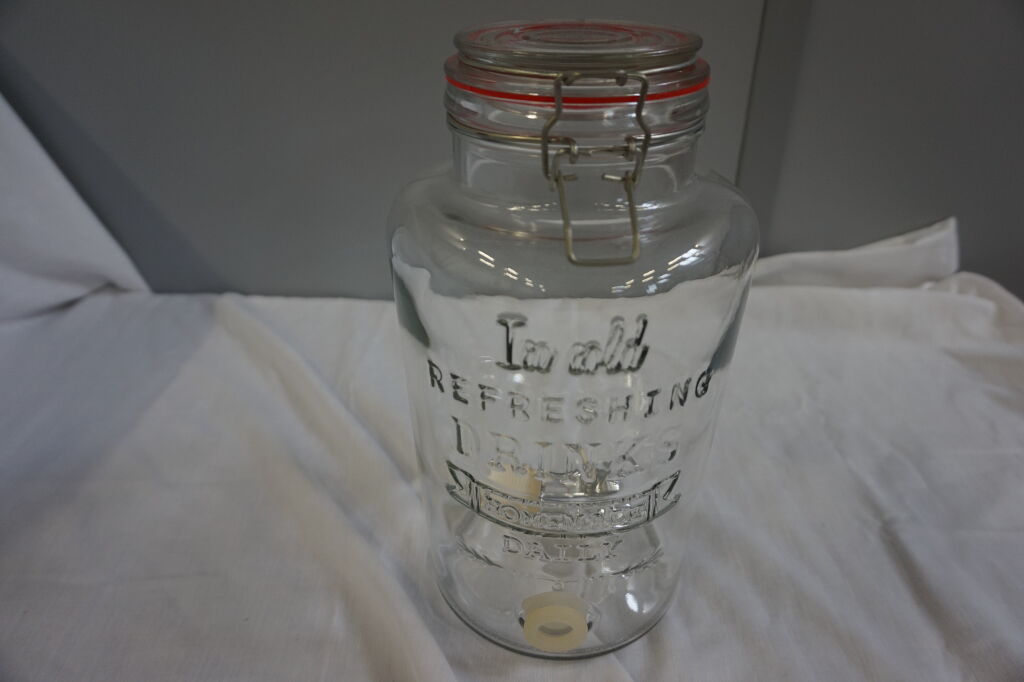 Ice cold
REFRESHING
DRINKS
HOMEMADE
DAILY